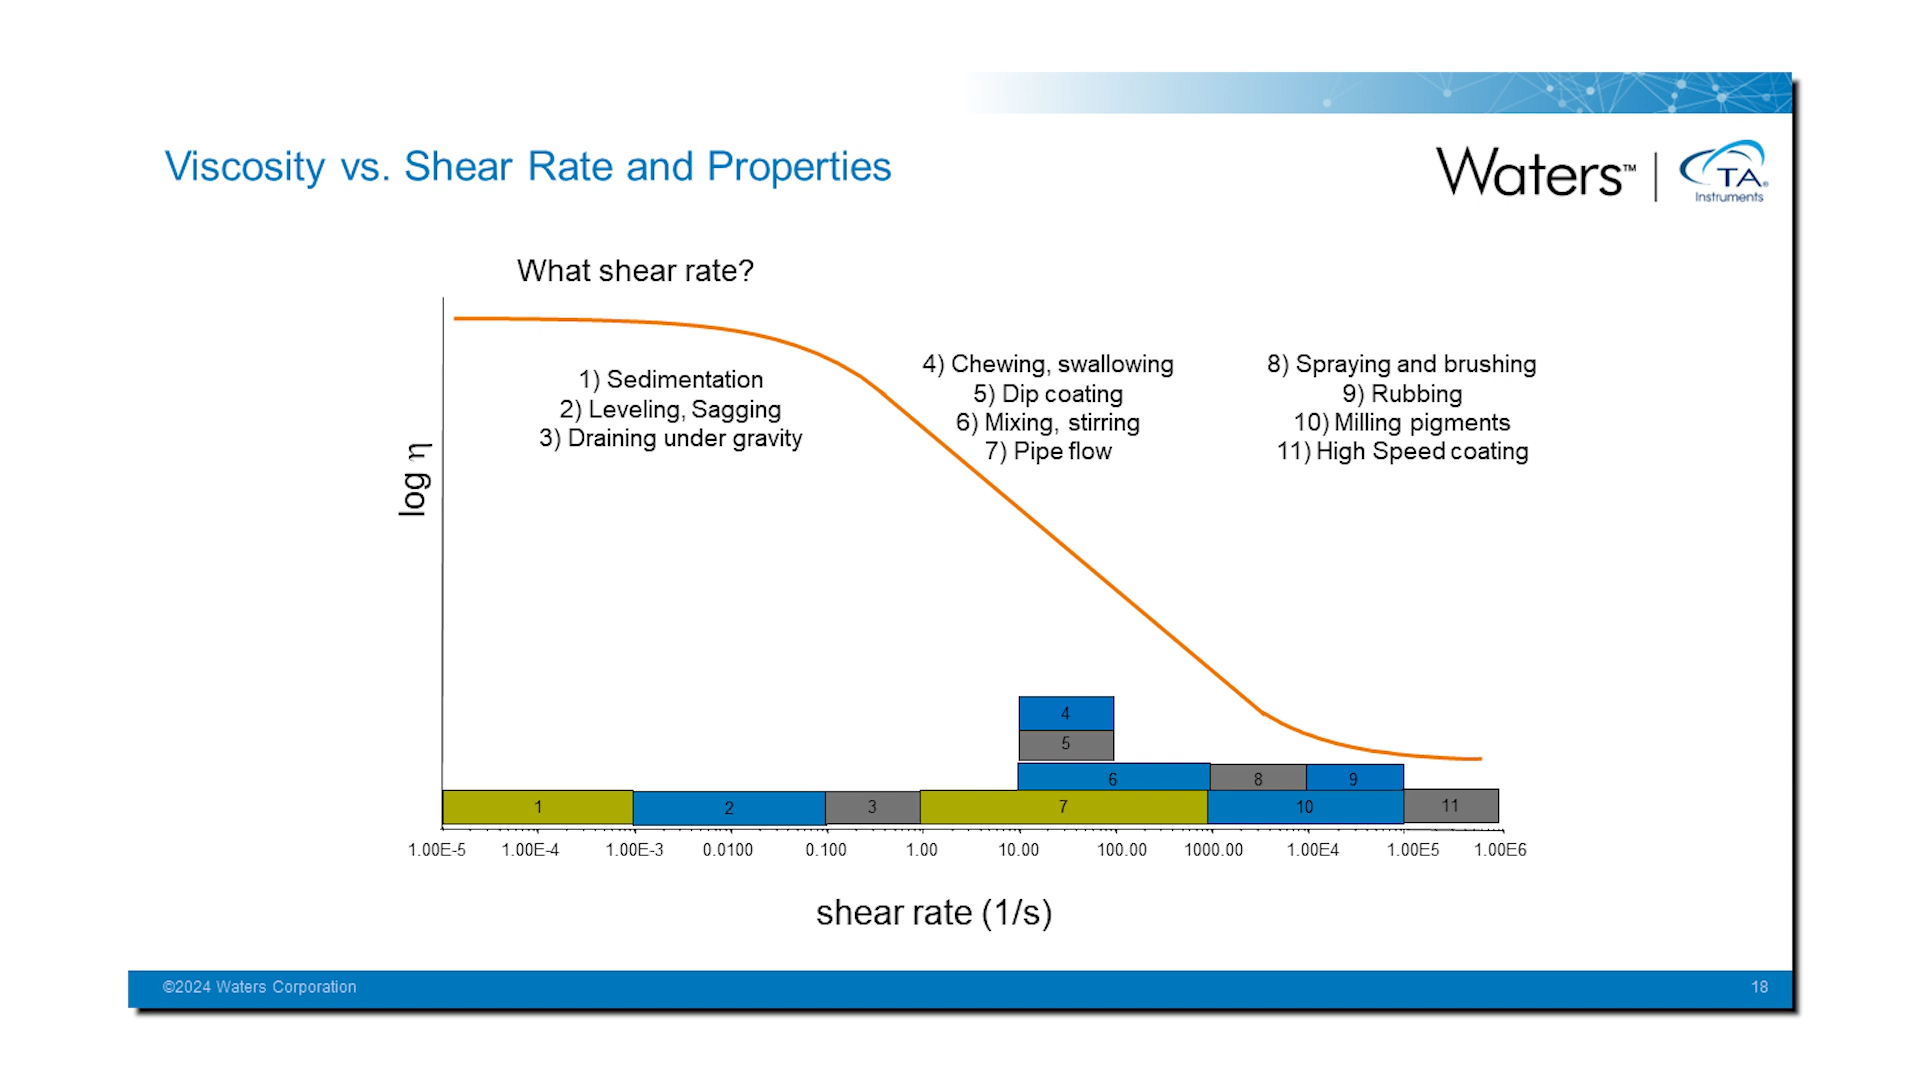 Viscosity vs. Shear Rate and Properties
Waters™
TA®
Instruments
What shear rate?
1) Sedimentation
2) Leveling, Sagging
3) Draining under gravity
4) Chewing, swallowing
5) Dip coating
6) Mixing, stirring
7) Pipe flow
8) Spraying and brushing
9) Rubbing
10) Milling pigments
11) High Speed coating
log η
4
5
6 8 9
1 2 3 7 10 11
1.00E-5 1.00E-4 1.00E-3 0.0100 0.100 1.00 10.00 100.00 1000.00 1.00E4 1.00E5 1.00E6
shear rate (1/s)
©2024 Waters Corporation
18